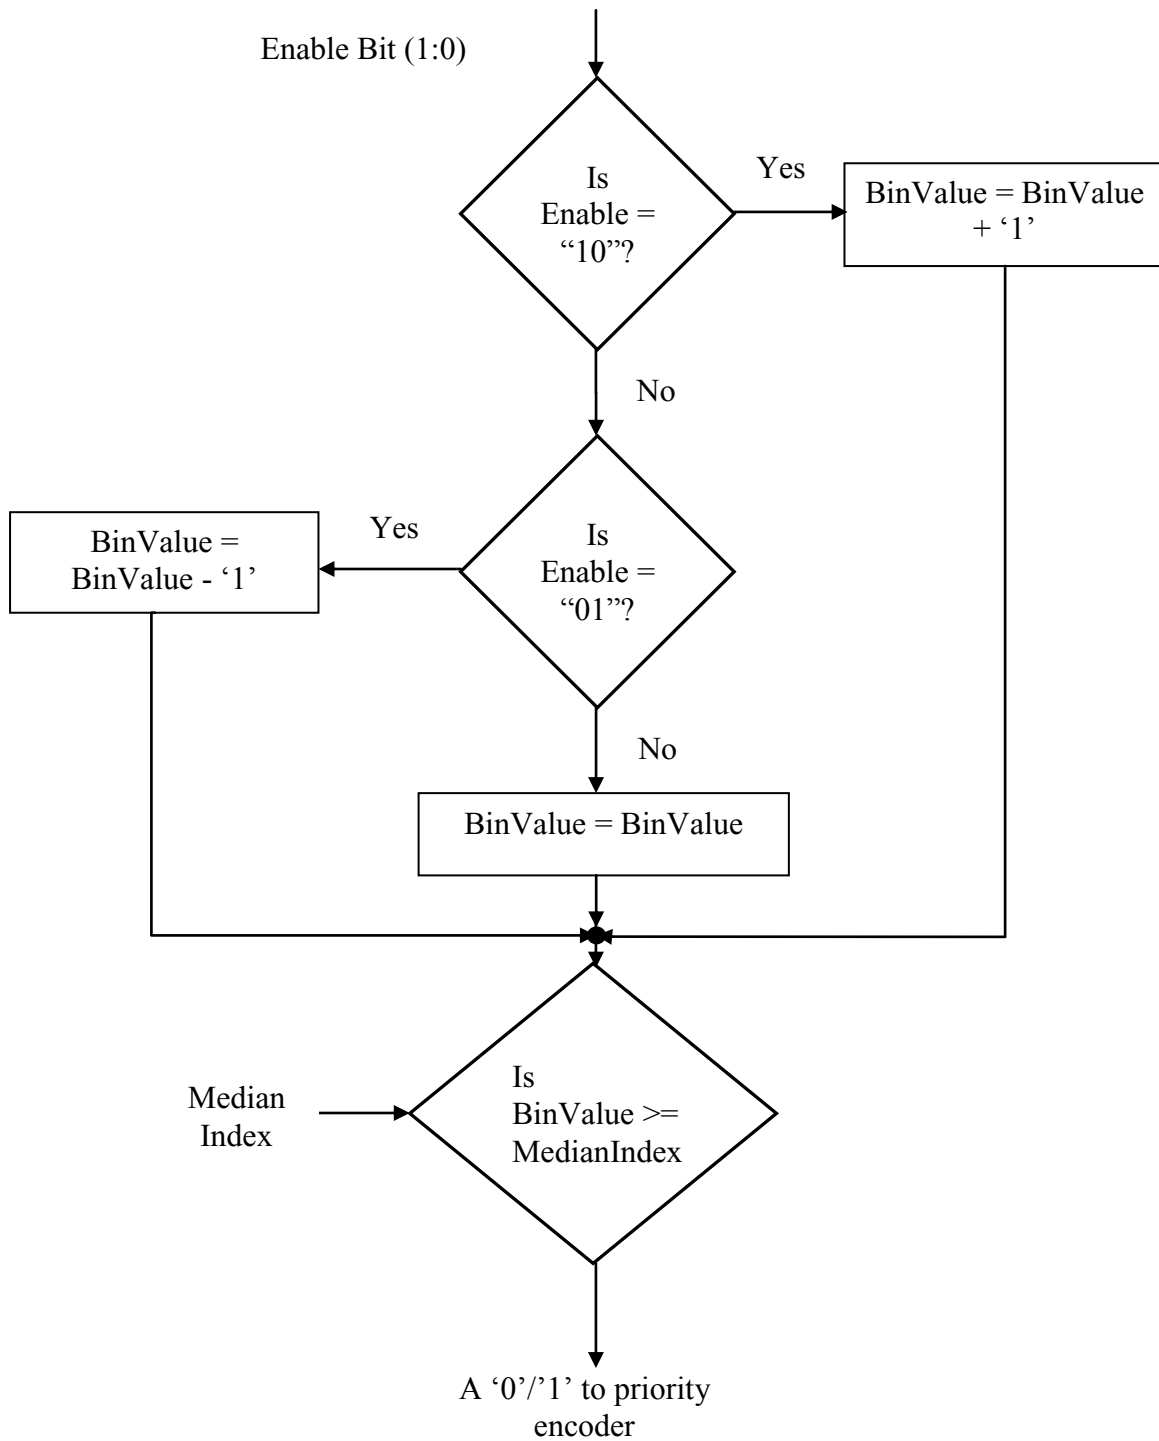 Enable Bit (1:0)
Is
Enable =
“10”?
Yes
BinValue = BinValue
+ ‘1’
No
Is
Enable =
“01”?
Yes
BinValue =
BinValue - ‘1’
No
BinValue = BinValue
Median
Index
Is
BinValue >=
MedianIndex
A ‘0’/’1’ to priority
encoder